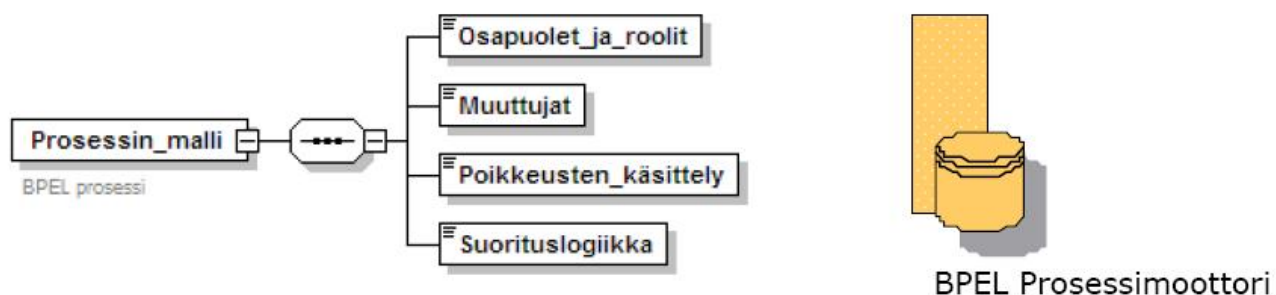 Osapuolet_ja_roolit
Muuttujat
Prosessin_malli
BPEL prosessi
Poikkeusten_käsittely
Suorituslogiikka
BPEL Prosessimoottori